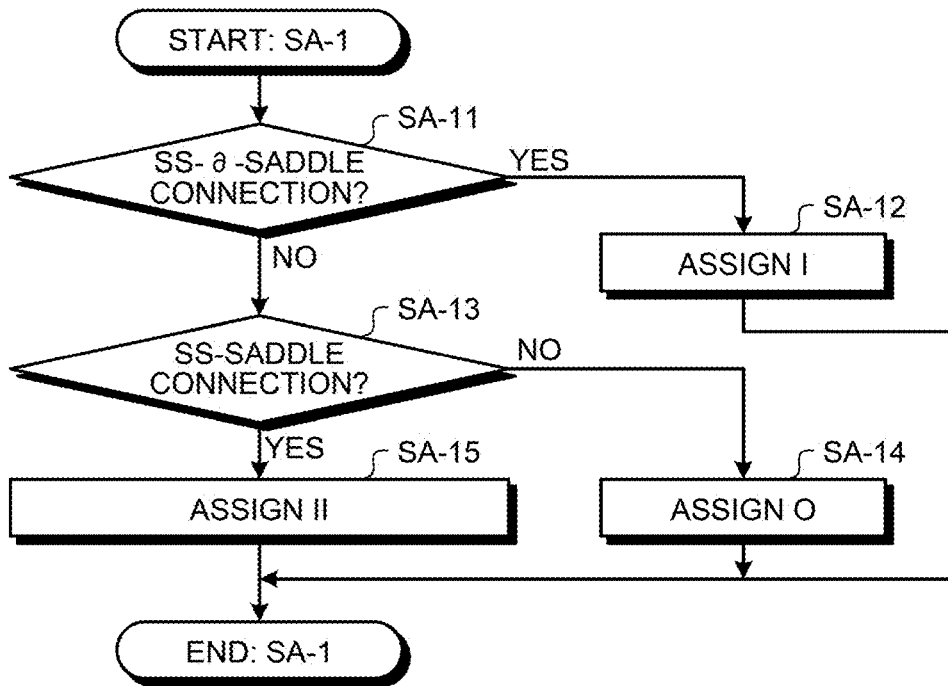 START: SA-1
SA-11
SS-∂-SADDLE
CONNECTION?
YES
SA-12
ASSIGN I
NO
SA-13
SS-SADDLE
CONNECTION?
NO
YES
SA-15
ASSIGN II
SA-14
ASSIGN O
END: SA-1